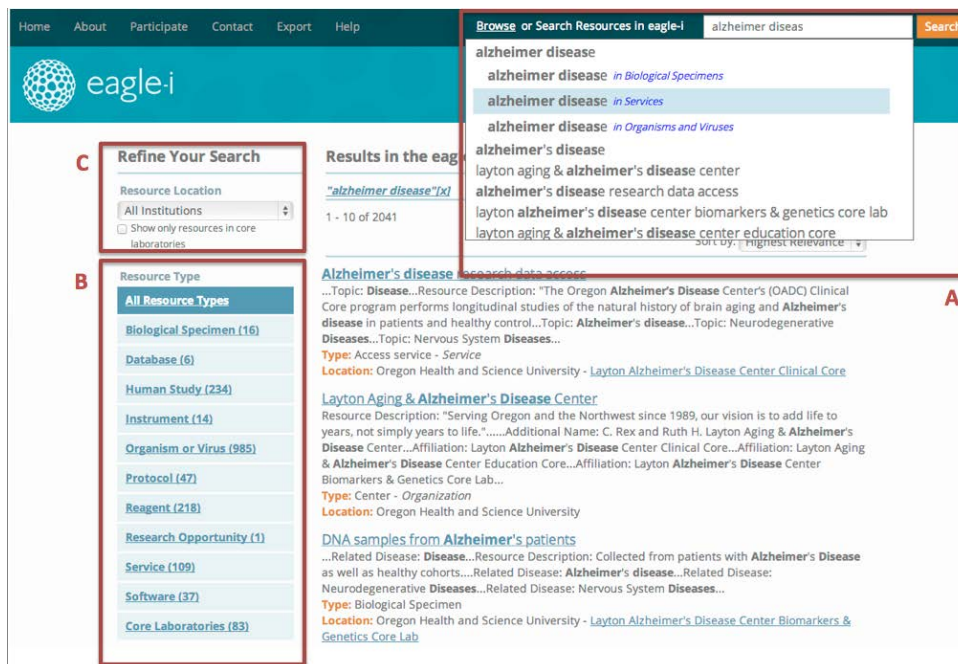 Home About Participate Contact Export Help
Browse or Search Resources in eagle-i alzheimer diseas Search
eagle-i
alzheimer disease
alzheimer disease in Biological Specimens
alzheimer disease in Services
alzheimer disease in Organisms and Viruses
alzheimer's disease
layton aging & alzheimer's disease center
alzheimer's disease research data access
layton alzheimer's disease center biomarkers & genetics core lab
layton aging & alzheimer's disease center education core
A
C
Refine Your Search
Resource Location
All Institutions
Show only resources in core
laboratories
B
Resource Type
All Resource Types
Biological Specimen (16)
Database (6)
Human Study (234)
Instrument (14)
Organism or Virus (985)
Protocol (47)
Reagent (218)
Research Opportunity (1)
Service (109)
Software (37)
Core Laboratories (83)
Results in the eag
"alzheimer disease"[x]
1 - 10 of 2041
Sort by: Highest Relevance
Alzheimer's disease research data access
...Topic: Disease...Resource Description: "The Oregon Alzheimer's Disease Center's (OADC) Clinical
Core program performs longitudinal studies of the natural history of brain aging and Alzheimer's
disease in patients and healthy control...Topic: Alzheimer's disease...Topic: Neurodegenerative
Diseases...Topic: Nervous System Diseases...
Type: Access service - Service
Location: Oregon Health and Science University - Layton Alzheimer's Disease Center Clinical Core
Layton Aging & Alzheimer's Disease Center
Resource Description: "Serving Oregon and the Northwest since 1989, our vision is to add life to
years, not simply years to life."......Additional Name: C. Rex and Ruth H. Layton Aging & Alzheimer's
Disease Center...Affiliation: Layton Alzheimer's Disease Center Clinical Core...Affiliation: Layton Aging
& Alzheimer's Disease Center Education Core...Affiliation: Layton Alzheimer's Disease Center
Biomarkers & Genetics Core Lab...
Type: Center - Organization
Location: Oregon Health and Science University
DNA samples from Alzheimer's patients
...Related Disease: Disease...Resource Description: Collected from patients with Alzheimer's Disease
as well as healthy cohorts....Related Disease: Alzheimer's disease...Related Disease:
Neurodegenerative Diseases...Related Disease: Nervous System Diseases...
Type: Biological Specimen
Location: Oregon Health and Science University - Layton Alzheimer's Disease Center Biomarkers &
Genetics Core Lab